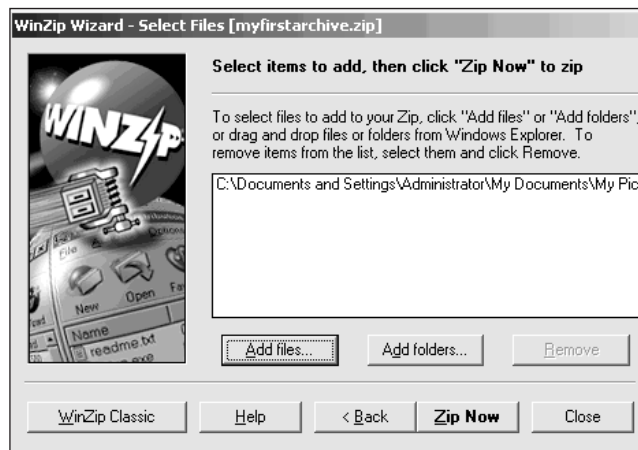 WinZip Wizard - Select Files [myfirstarchive.zip]
Select items to add, then click "Zip Now" to zip
To select files to add to your Zip, click "Add files" or "Add folders",
or drag and drop files or folders from Windows Explorer. To
remove items from the list, select them and click Remove.
C:\Documents and Settings\Administrator\My Documents\My Pic
WINZIP
File
Options
New
Open
Name
readme.txt
Add files...
Add folders...
Remove
WinZip Classic
Help
< Back
Zip Now
Close